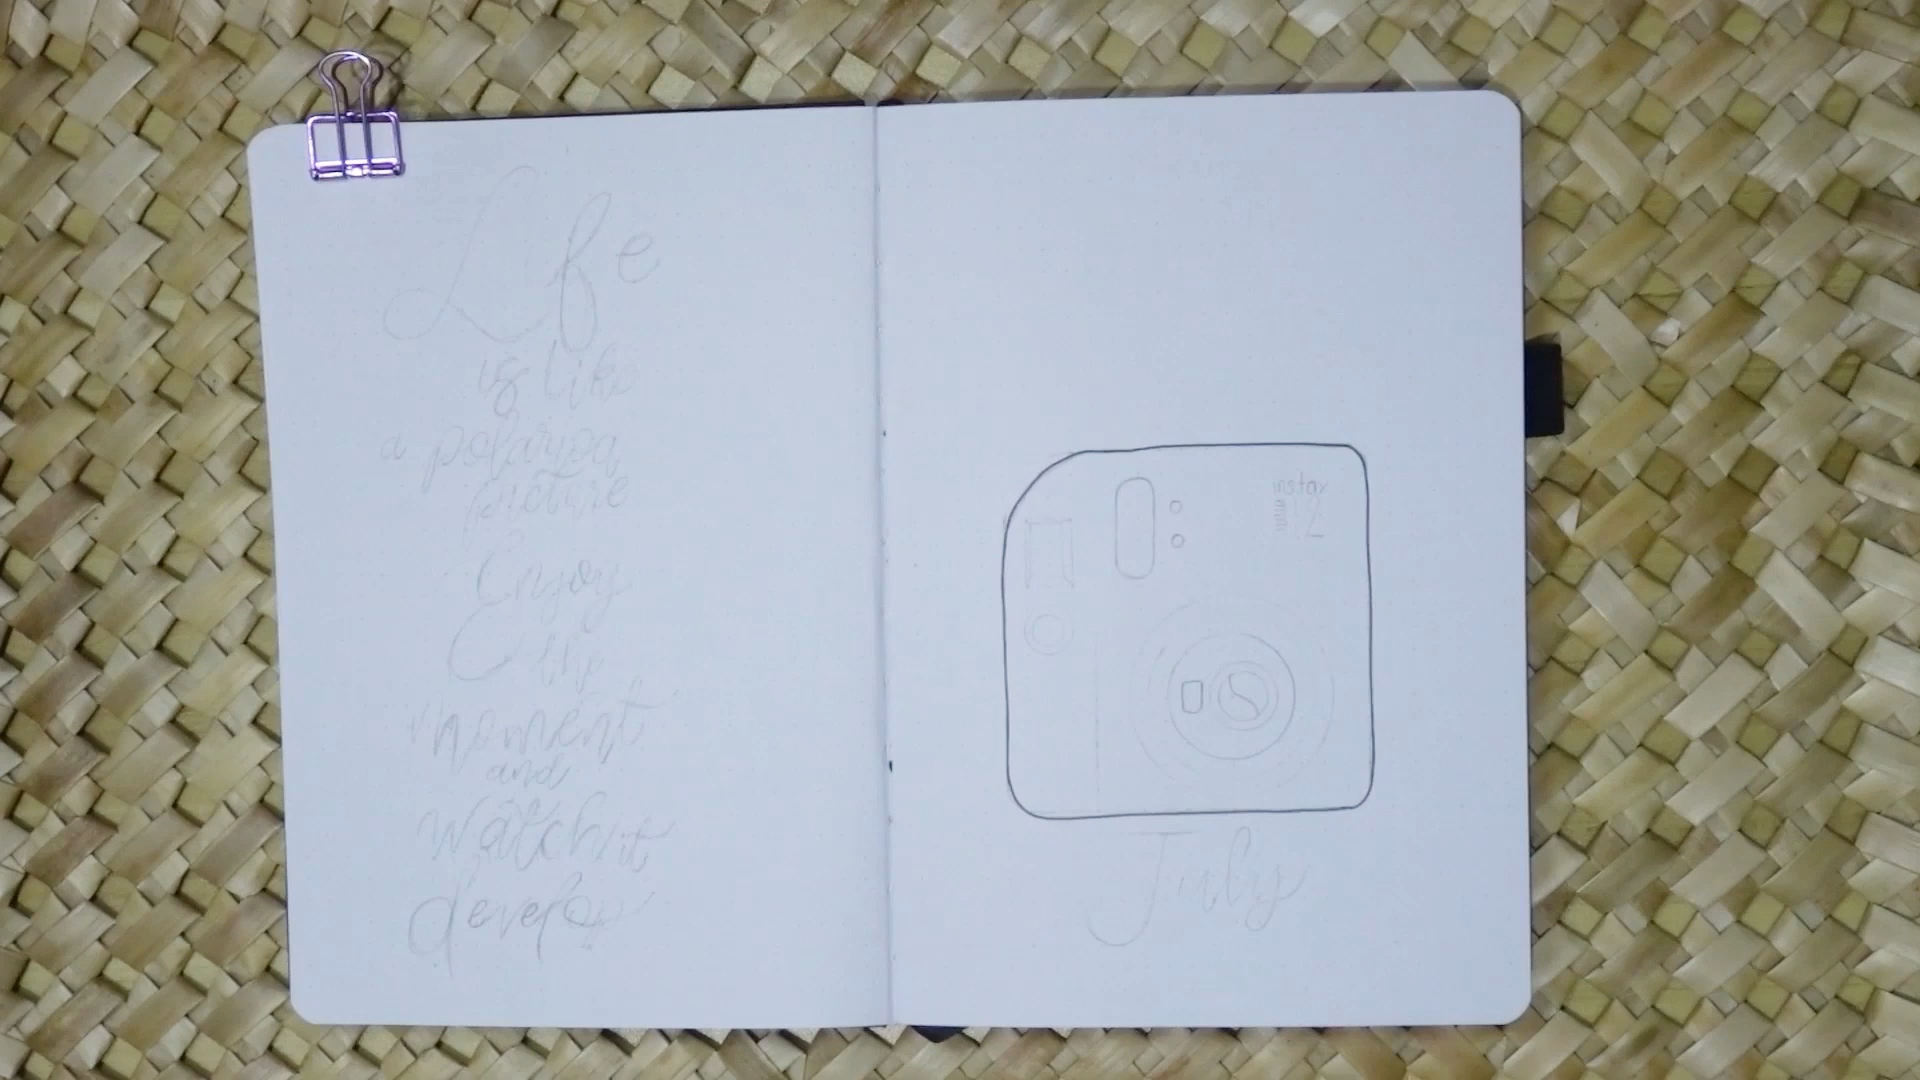 Life
is like
a polaroid
picture
Enjoy
the
moment
and
watch it
develop
instax
mini 12
July